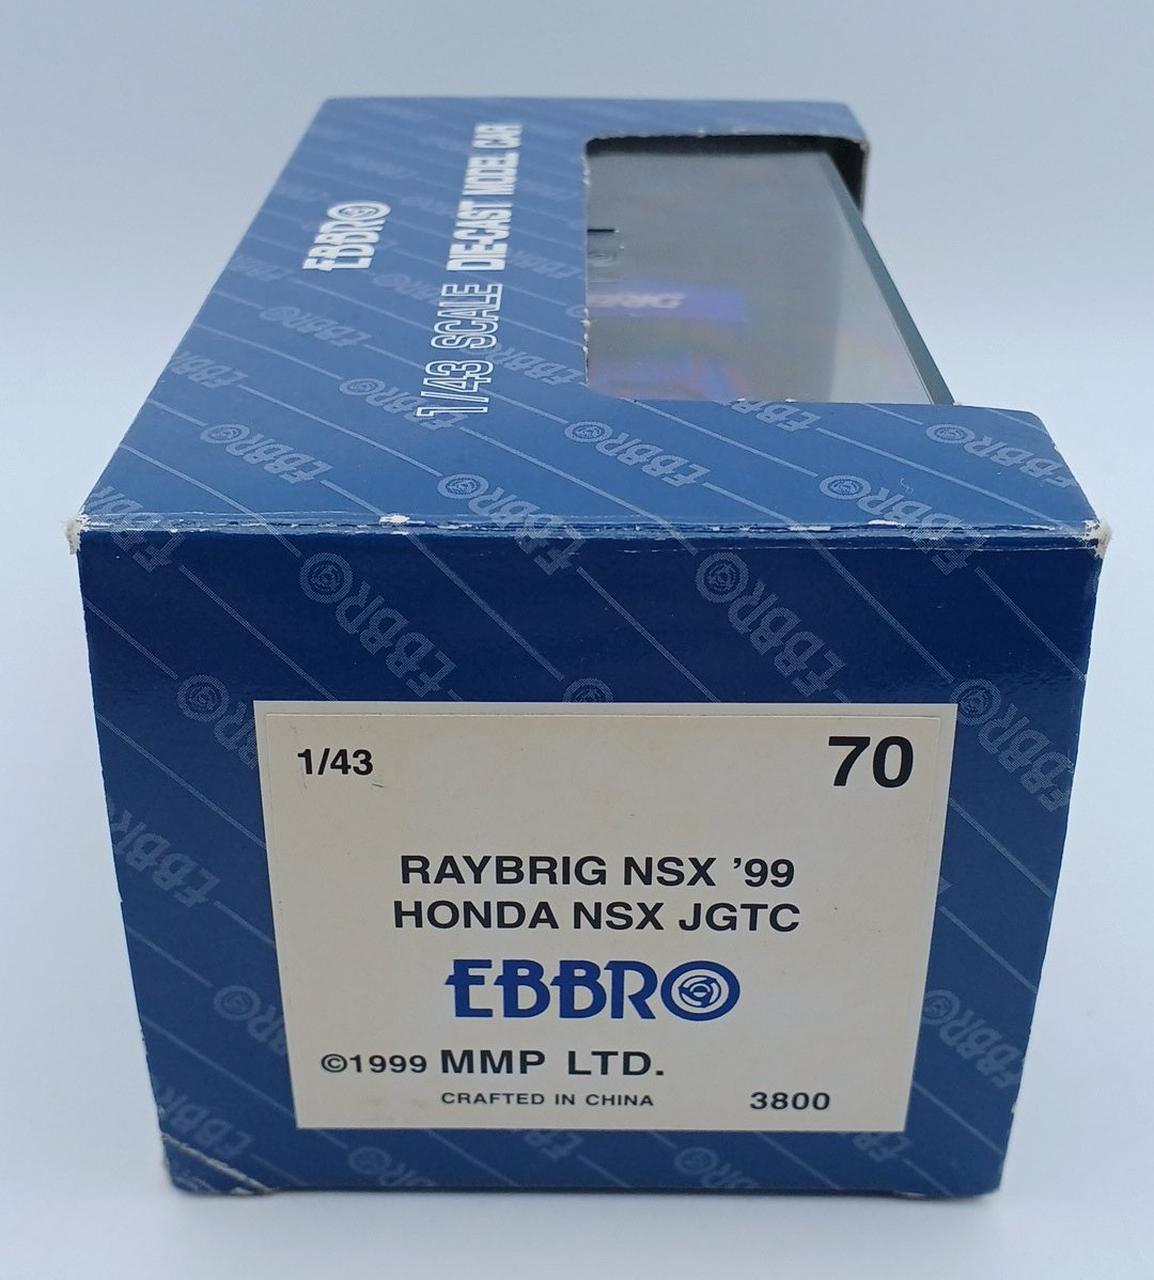 EBBRO
1/43 SCALE DIE-CAST MODEL CAR
1/43
70
RAYBRIG NSX ’99
HONDA NSX JGTC
EBBRO
©1999 MMP LTD.
CRAFTED IN CHINA
3800